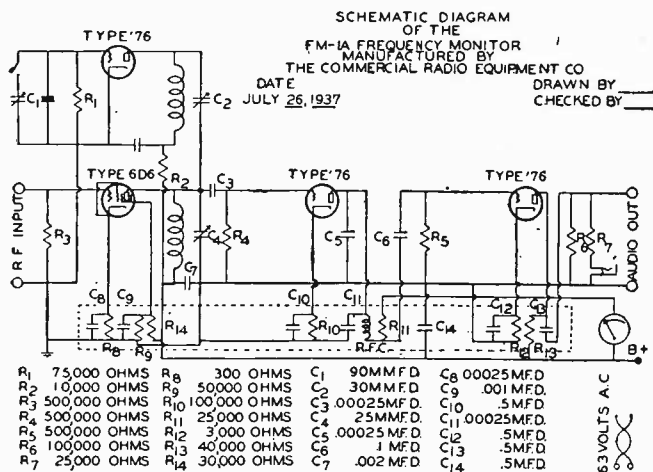 SCHEMATIC DIAGRAM
OF THE
FM-1A FREQUENCY MONITOR
MANUFACTURED BY
THE COMMERCIAL RADIO EQUIPMENT CO
DATE
JULY 26, 1937
DRAWN BY
CHECKED BY
TYPE '76
C1
R1
C2
TYPE 6D6
R2
C3
TYPE '76
TYPE '76
RF INPUT
R3
C4
R4
C5
C6
R5
R6
R7
AUDIO OUT
C7
C8
C9
R8
R9
R14
C10
R10
C11
R.F.C.
R11
C14
C12
R12
C13
R13
B+
6.3 VOLTS A.C
R1 75,000 OHMS R8 300 OHMS C1 90MMFD. C8 .00025MFD.
R2 10,000 OHMS R9 50,000 OHMS C2 30MMFD. C9 .001 MFD.
R3 500,000 OHMS R10 100,000 OHMS C3 .00025MFD. C10 .5MFD.
R4 500,000 OHMS R11 25,000 OHMS C4 25MMFD. C11 .00025MFD.
R5 500,000 OHMS R12 3,000 OHMS C5 .00025MFD. C12 .5MFD.
R6 100,000 OHMS R13 40,000 OHMS C6 .1 MFD. C13 .5MFD.
R7 25,000 OHMS R14 30,000 OHMS C7 .002 MFD. C14 .5MFD.